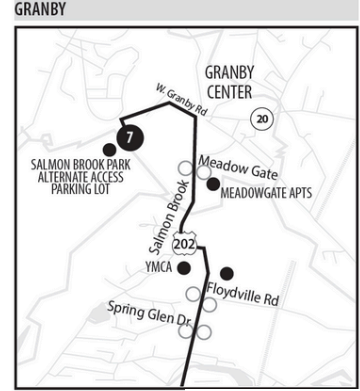 GRANBY
W. Granby Rd
GRANBY
CENTER
20
7
SALMON BROOK PARK
ALTERNATE ACCESS
PARKING LOT
Meadow Gate
MEADOWGATE APTS
Salmon Brook
202
YMCA
Floydville Rd
Spring Glen Dr